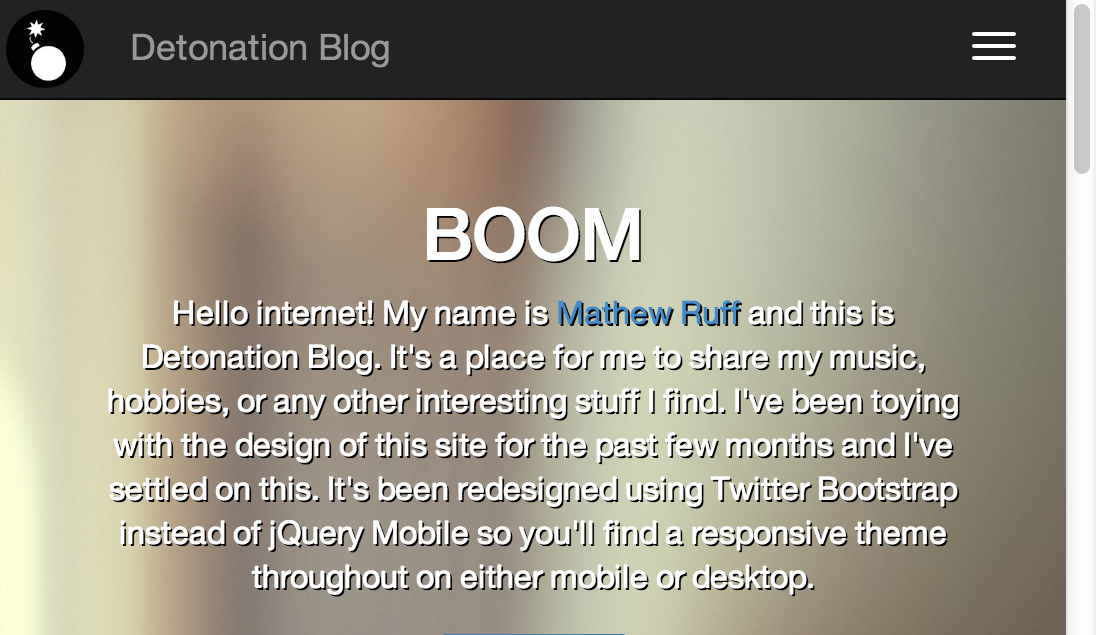 Detonation Blog
BOOM
Hello internet! My name is Mathew Ruff and this is
Detonation Blog. It's a place for me to share my music,
hobbies, or any other interesting stuff I find. I've been toying
with the design of this site for the past few months and I've
settled on this. It's been redesigned using Twitter Bootstrap
instead of jQuery Mobile so you'll find a responsive theme
throughout on either mobile or desktop.